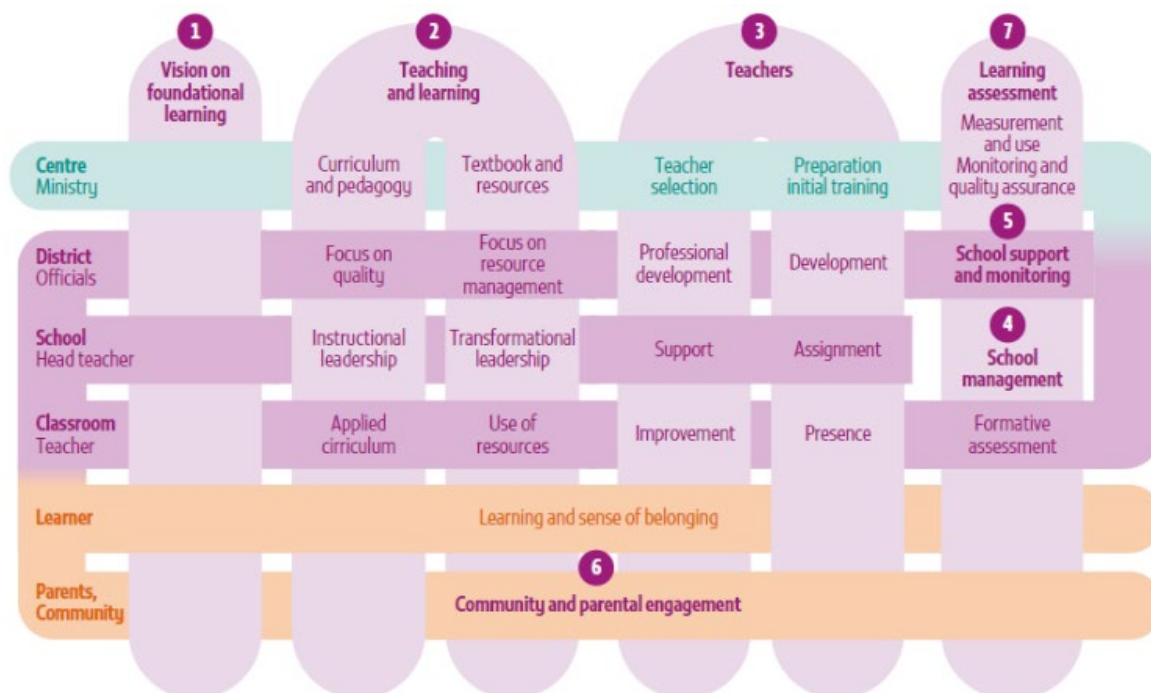 1
2
3
7
Vision on
foundational
learning
Teaching
and learning
Teachers
Learning
assessment
Measurement
and use
Monitoring and
quality assurance
Centre
Ministry
Curriculum
and pedagogy
Textbook and
resources
Teacher
selection
Preparation
initial training
District
Officials
Focus on
quality
Focus on
resource
management
Professional
development
Development
5
School support
and monitoring
School
Head teacher
Instructional
leadership
Transformational
leadership
Support
Assignment
4
School
management
Classroom
Teacher
Applied
cirriculum
Use of
resources
Improvement
Presence
Formative
assessment
Learner
Learning and sense of belonging
Parents,
Community
6
Community and parental engagement